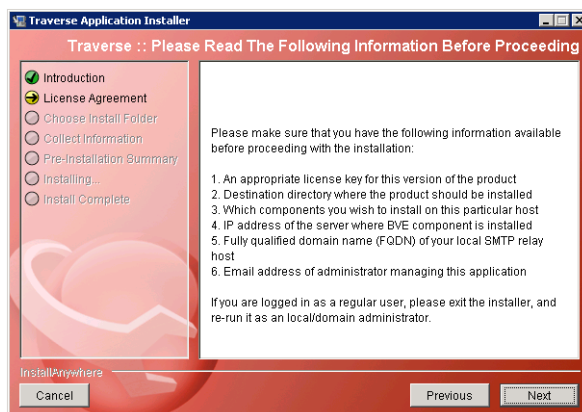 Traverse Application Installer
Traverse :: Please Read The Following Information Before Proceeding
Introduction
License Agreement
Choose Install Folder
Collect Information
Pre-Installation Summary
Installing...
Install Complete
Please make sure that you have the following information available
before proceeding with the installation:
1. An appropriate license key for this version of the product
2. Destination directory where the product should be installed
3. Which components you wish to install on this particular host
4. IP address of the server where BVE component is installed
5. Fully qualified domain name (FQDN) of your local SMTP relay
host
6. Email address of administrator managing this application
If you are logged in as a regular user, please exit the installer, and
re-run it as an local/domain administrator.
InstallAnywhere
Cancel
Previous
Next